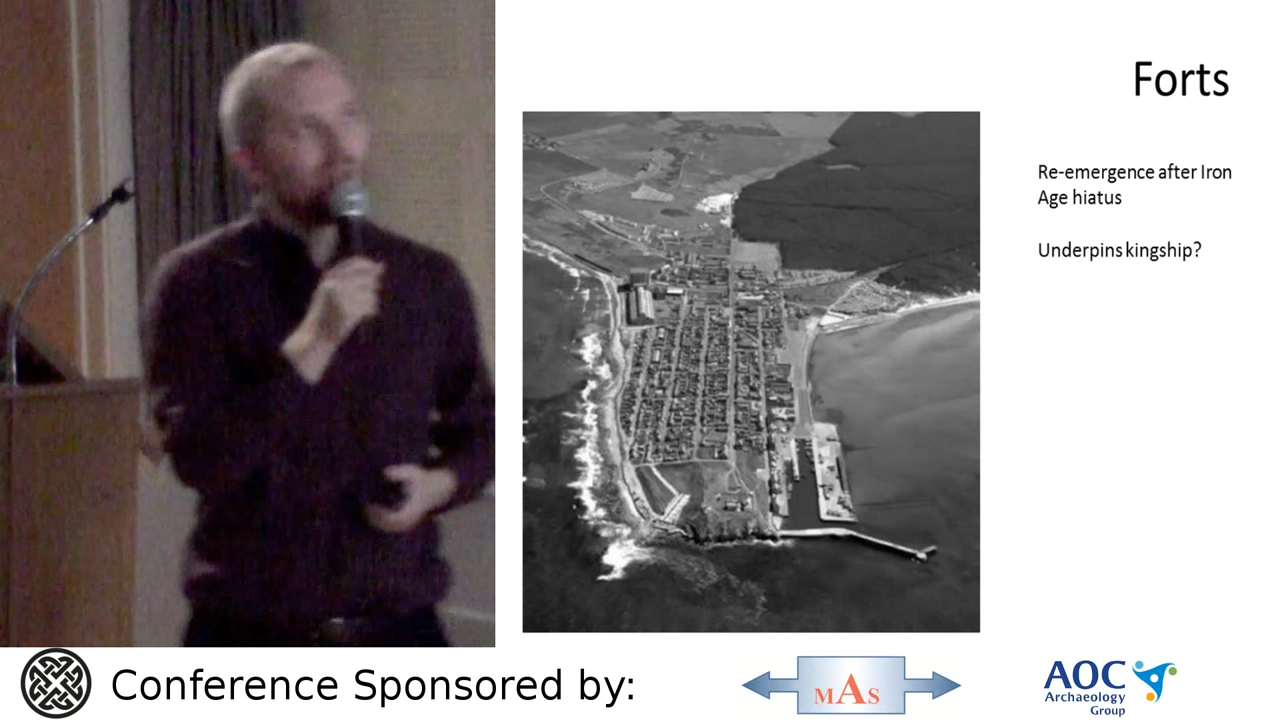 Forts
Re-emergence after Iron
Age hiatus
Underpins kingship?
Conference Sponsored by:
MAS
AOC
Archaeology
Group